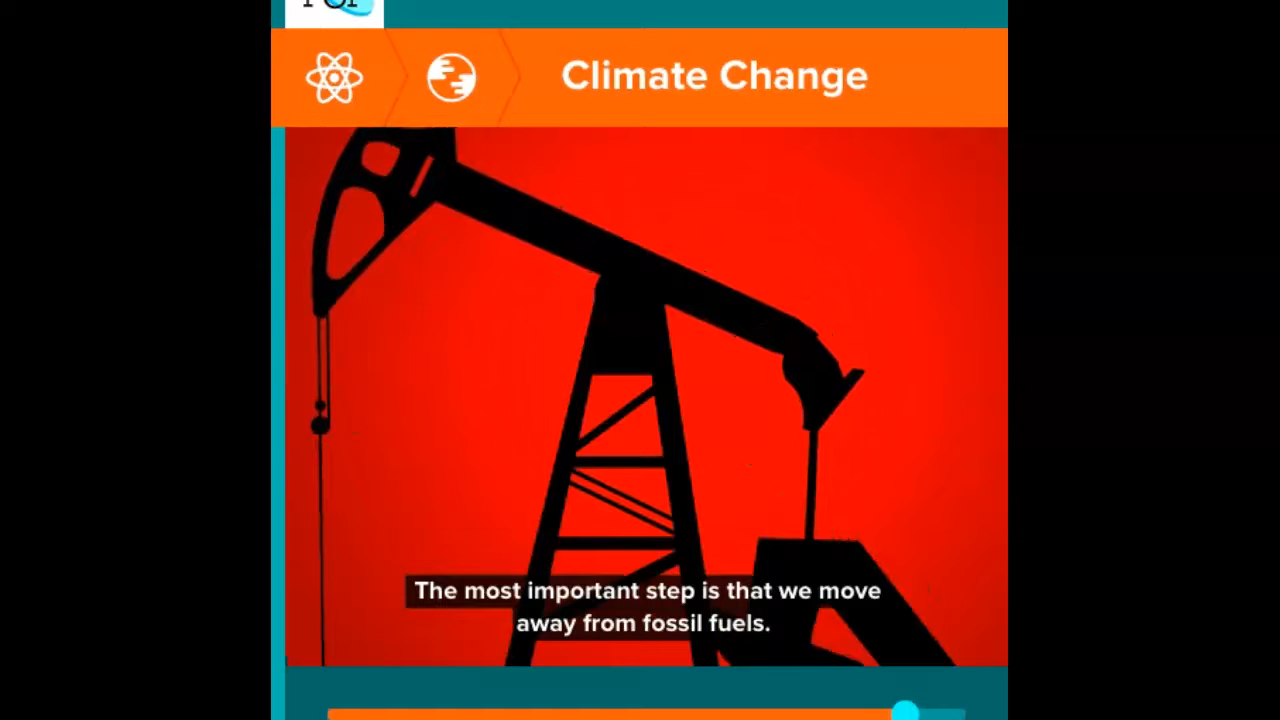 Climate Change
The most important step is that we move
away from fossil fuels.